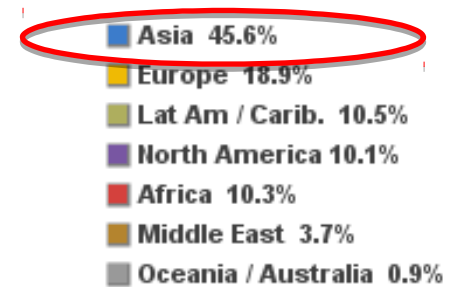 Asia 45.6%
Europe 18.9%
Lat Am / Carib. 10.5%
North America 10.1%
Africa 10.3%
Middle East 3.7%
Oceania / Australia 0.9%